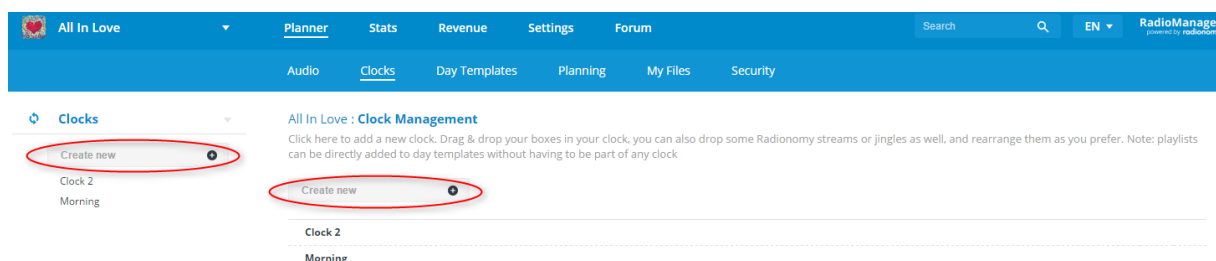 All In Love
Planner Stats Revenue Settings Forum
Search
EN
RadioManage
powered by radionom
Audio Clocks Day Templates Planning My Files Security
Clocks
Create new
Clock 2
Morning
All In Love : Clock Management
Click here to add a new clock. Drag & drop your boxes in your clock, you can also drop some Radionomy streams or jingles as well, and rearrange them as you prefer. Note: playlists
can be directly added to day templates without having to be part of any clock
Create new
Clock 2
Morning